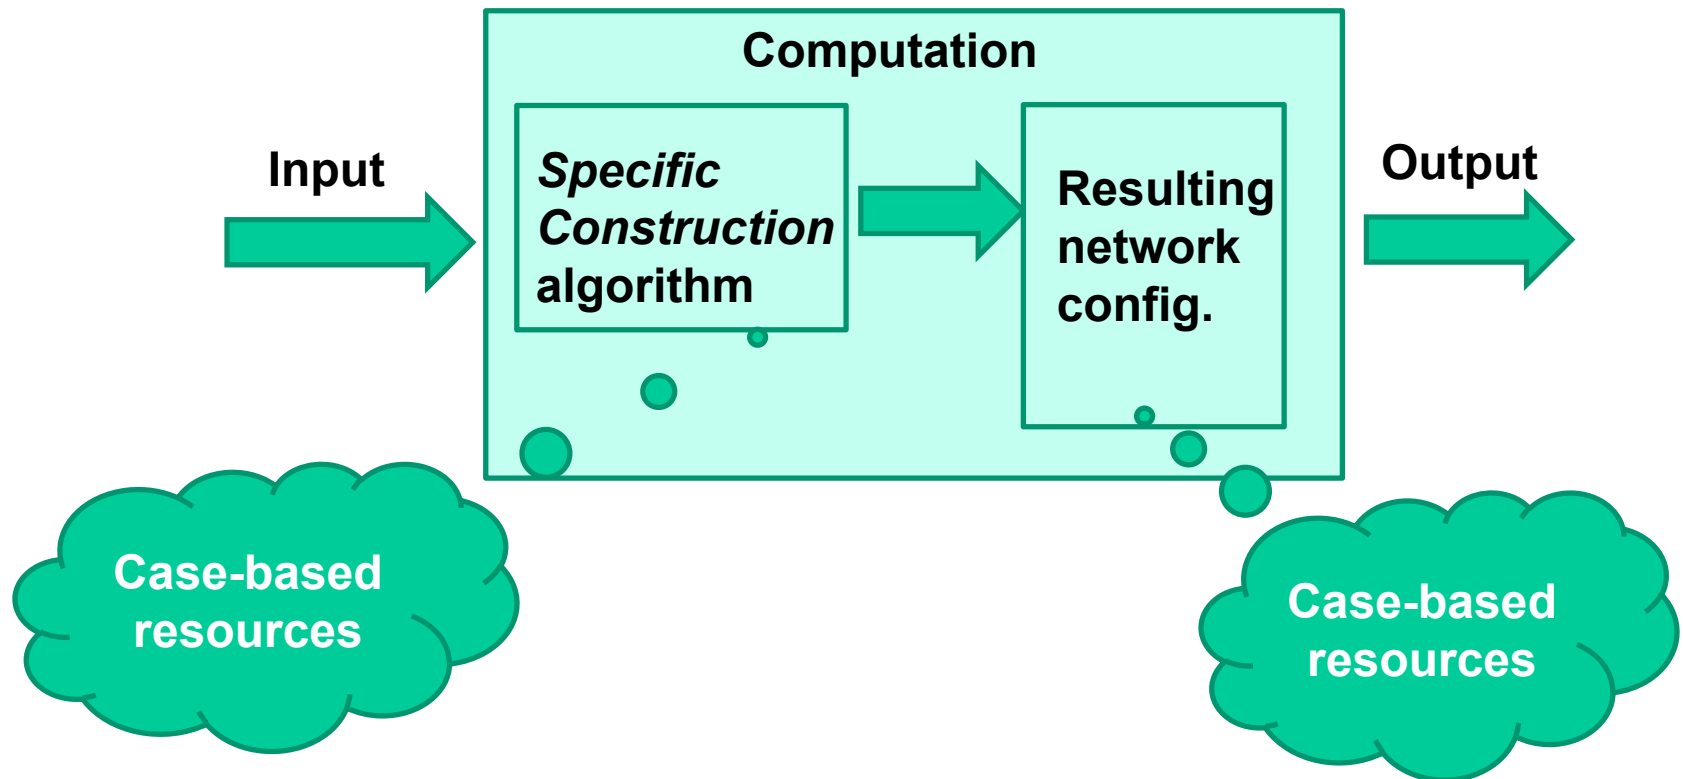 Computation
Input
Specific
Construction
algorithm
Resulting
network
config.
Output
Case-based
resources
Case-based
resources